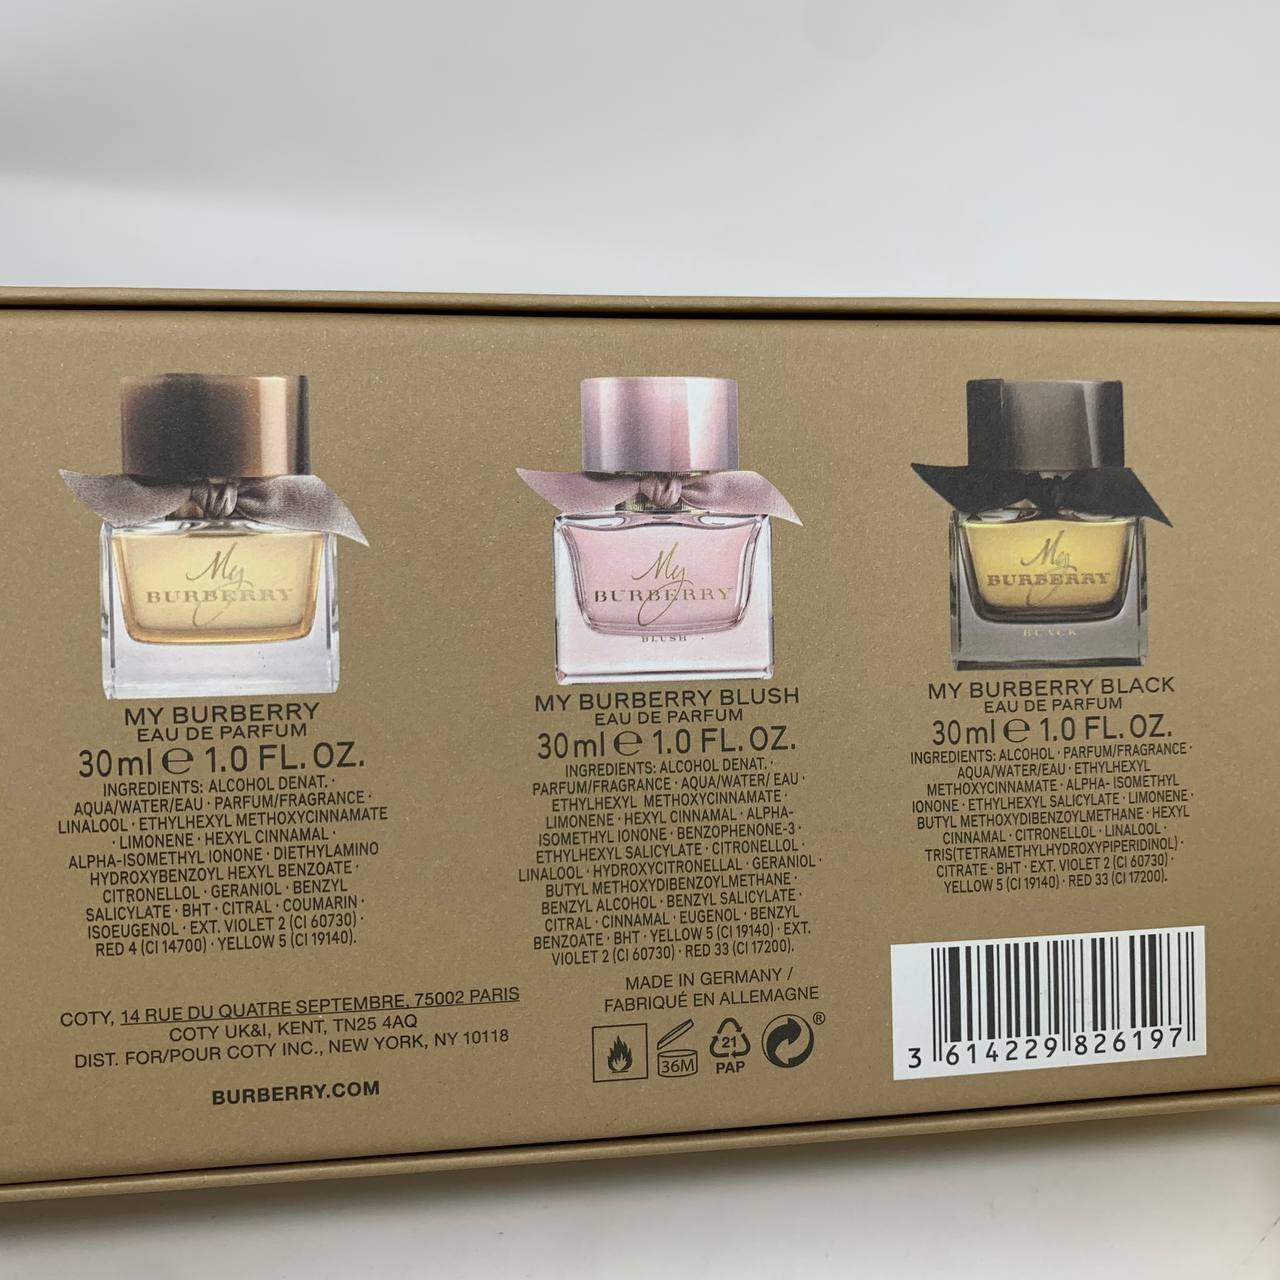 My
BURBERRY
MY BURBERRY
EAU DE PARFUM
30 ml ℮ 1.0 FL. OZ.
INGREDIENTS: ALCOHOL DENAT. ·
AQUA/WATER/EAU · PARFUM/FRAGRANCE ·
LINALOOL · ETHYLHEXYL METHOXYCINNAMATE
· LIMONENE · HEXYL CINNAMAL ·
ALPHA-ISOMETHYL IONONE · DIETHYLAMINO
HYDROXYBENZOYL HEXYL BENZOATE ·
CITRONELLOL · GERANIOL · BENZYL
SALICYLATE · BHT · CITRAL · COUMARIN ·
ISOEUGENOL · EXT. VIOLET 2 (CI 60730) ·
RED 4 (CI 14700) · YELLOW 5 (CI 19140).
My
BURBERRY
BLUSH
MY BURBERRY BLUSH
EAU DE PARFUM
30 ml ℮ 1.0 FL. OZ.
INGREDIENTS: ALCOHOL DENAT. ·
PARFUM/FRAGRANCE · AQUA/WATER/ EAU ·
ETHYLHEXYL METHOXYCINNAMATE ·
LIMONENE · HEXYL CINNAMAL · ALPHA-
ISOMETHYL IONONE · BENZOPHENONE-3 ·
ETHYLHEXYL SALICYLATE · CITRONELLOL ·
LINALOOL · HYDROXYCITRONELLAL · GERANIOL ·
BUTYL METHOXYDIBENZOYLMETHANE ·
BENZYL ALCOHOL · BENZYL SALICYLATE ·
CITRAL · CINNAMAL · EUGENOL · BENZYL
BENZOATE · BHT · YELLOW 5 (CI 19140) · EXT.
VIOLET 2 (CI 60730) · RED 33 (CI 17200).
My
BURBERRY
BLACK
MY BURBERRY BLACK
EAU DE PARFUM
30 ml ℮ 1.0 FL. OZ.
INGREDIENTS: ALCOHOL · PARFUM/FRAGRANCE ·
AQUA/WATER/EAU · ETHYLHEXYL
METHOXYCINNAMATE · ALPHA- ISOMETHYL
IONONE · ETHYLHEXYL SALICYLATE · LIMONENE ·
BUTYL METHOXYDIBENZOYLMETHANE · HEXYL
CINNAMAL · CITRONELLOL · LINALOOL ·
TRIS(TETRAMETHYLHYDROXYPIPERIDINOL) ·
CITRATE · BHT · EXT. VIOLET 2 (CI 60730) ·
YELLOW 5 (CI 19140) · RED 33 (CI 17200).
COTY, 14 RUE DU QUATRE SEPTEMBRE, 75002 PARIS
COTY UK&I, KENT, TN25 4AQ
DIST. FOR/POUR COTY INC., NEW YORK, NY 10118
BURBERRY.COM
MADE IN GERMANY /
FABRIQUÉ EN ALLEMAGNE
36M
21
PAP
®
3 614229 826197